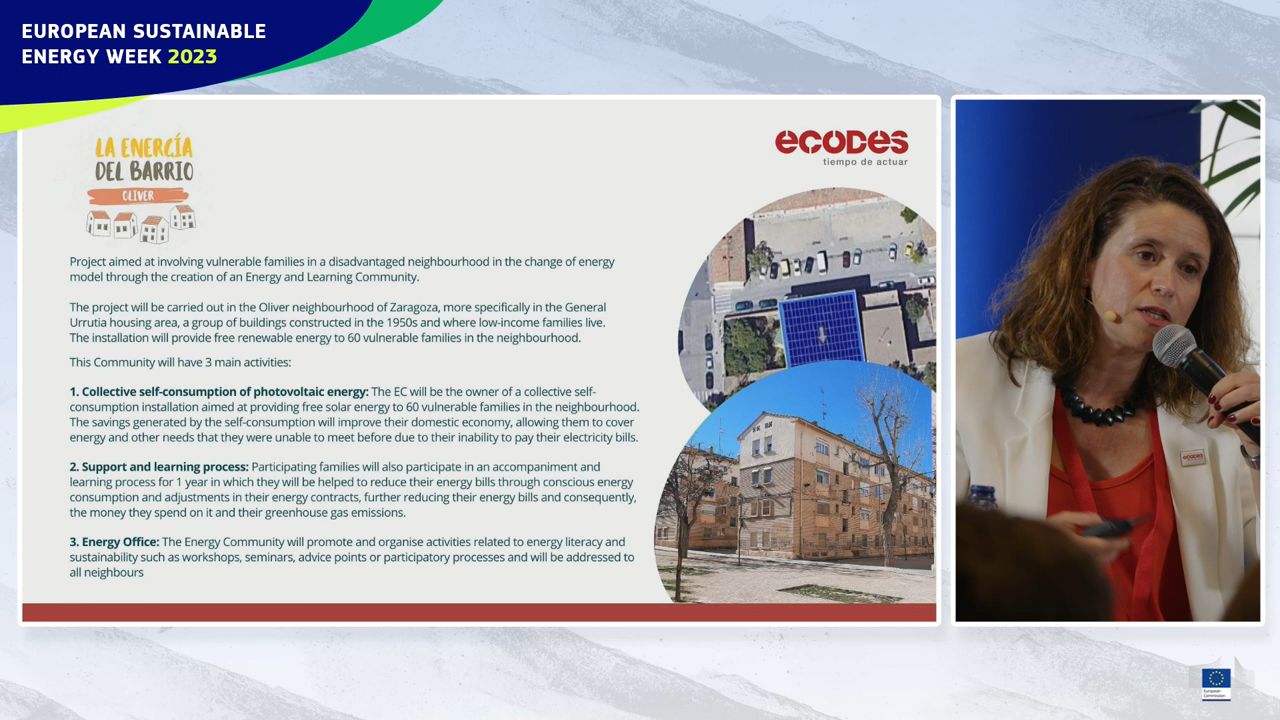 EUROPEAN SUSTAINABLE
ENERGY WEEK 2023
LA ENERGÍA
DEL BARRIO
OLIVER
ecodes
tiempo de actuar
Project aimed at involving vulnerable families in a disadvantaged neighbourhood in the change of energy
model through the creation of an Energy and Learning Community.
The project will be carried out in the Oliver neighbourhood of Zaragoza, more specifically in the General
Urrutia housing area, a group of buildings constructed in the 1950s and where low-income families live.
The installation will provide free renewable energy to 60 vulnerable families in the neighbourhood.
This Community will have 3 main activities:
1. Collective self-consumption of photovoltaic energy: The EC will be the owner of a collective self-
consumption installation aimed at providing free solar energy to 60 vulnerable families in the neighbourhood.
The savings generated by the self-consumption will improve their domestic economy, allowing them to cover
energy and other needs that they were unable to meet before due to their inability to pay their electricity bills.
2. Support and learning process: Participating families will also participate in an accompaniment and
learning process for 1 year in which they will be helped to reduce their energy bills through conscious energy
consumption and adjustments in their energy contracts, further reducing their energy bills and consequently,
the money they spend on it and their greenhouse gas emissions.
3. Energy Office: The Energy Community will promote and organise activities related to energy literacy and
sustainability such as workshops, seminars, advice points or participatory processes and will be addressed to
all neighbours
ecodes
European
Commission